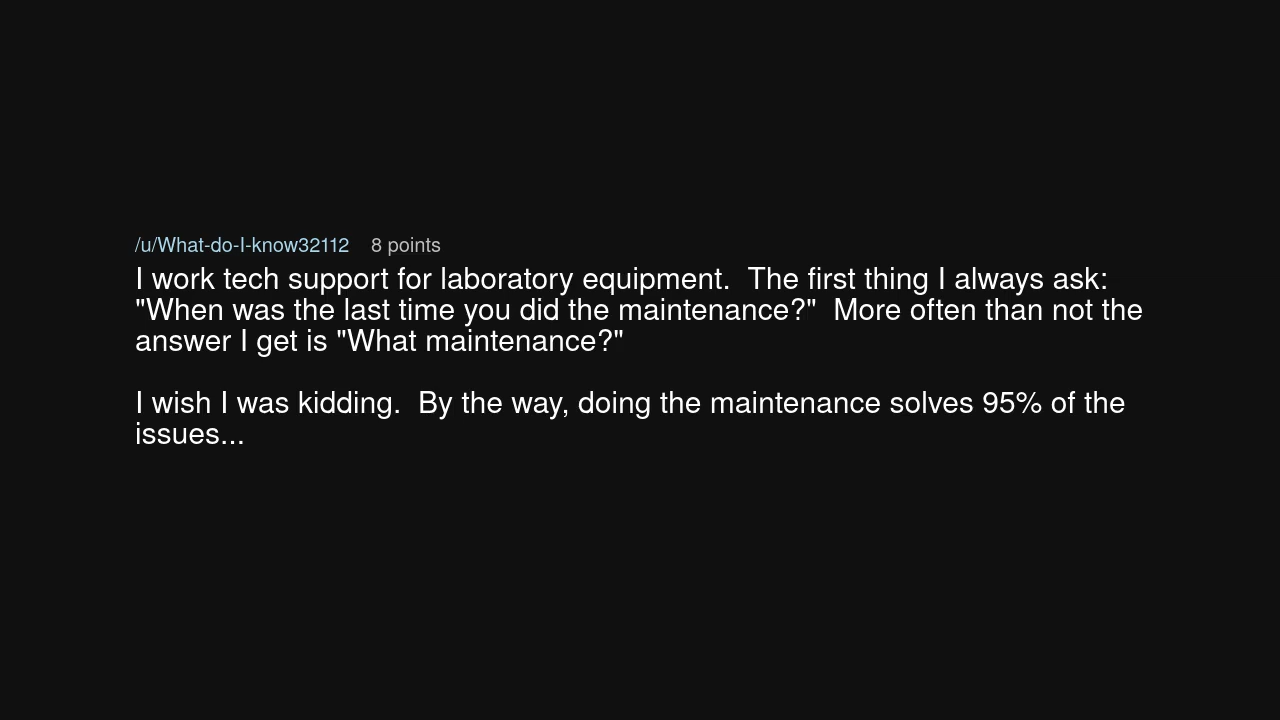 /u/What-do-I-know32112 8 points
I work tech support for laboratory equipment.  The first thing I always ask:
"When was the last time you did the maintenance?"  More often than not the
answer I get is "What maintenance?"
I wish I was kidding.  By the way, doing the maintenance solves 95% of the
issues...